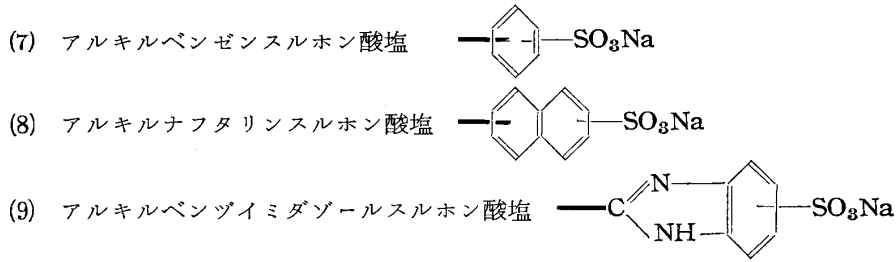 (7) アルキルベンゼンスルホン酸塩 SO₃Na
(8) アルキルナフタリンスルホン酸塩 SO₃Na
(9) アルキルベンヅイミダゾールスルホン酸塩 C N NH SO₃Na